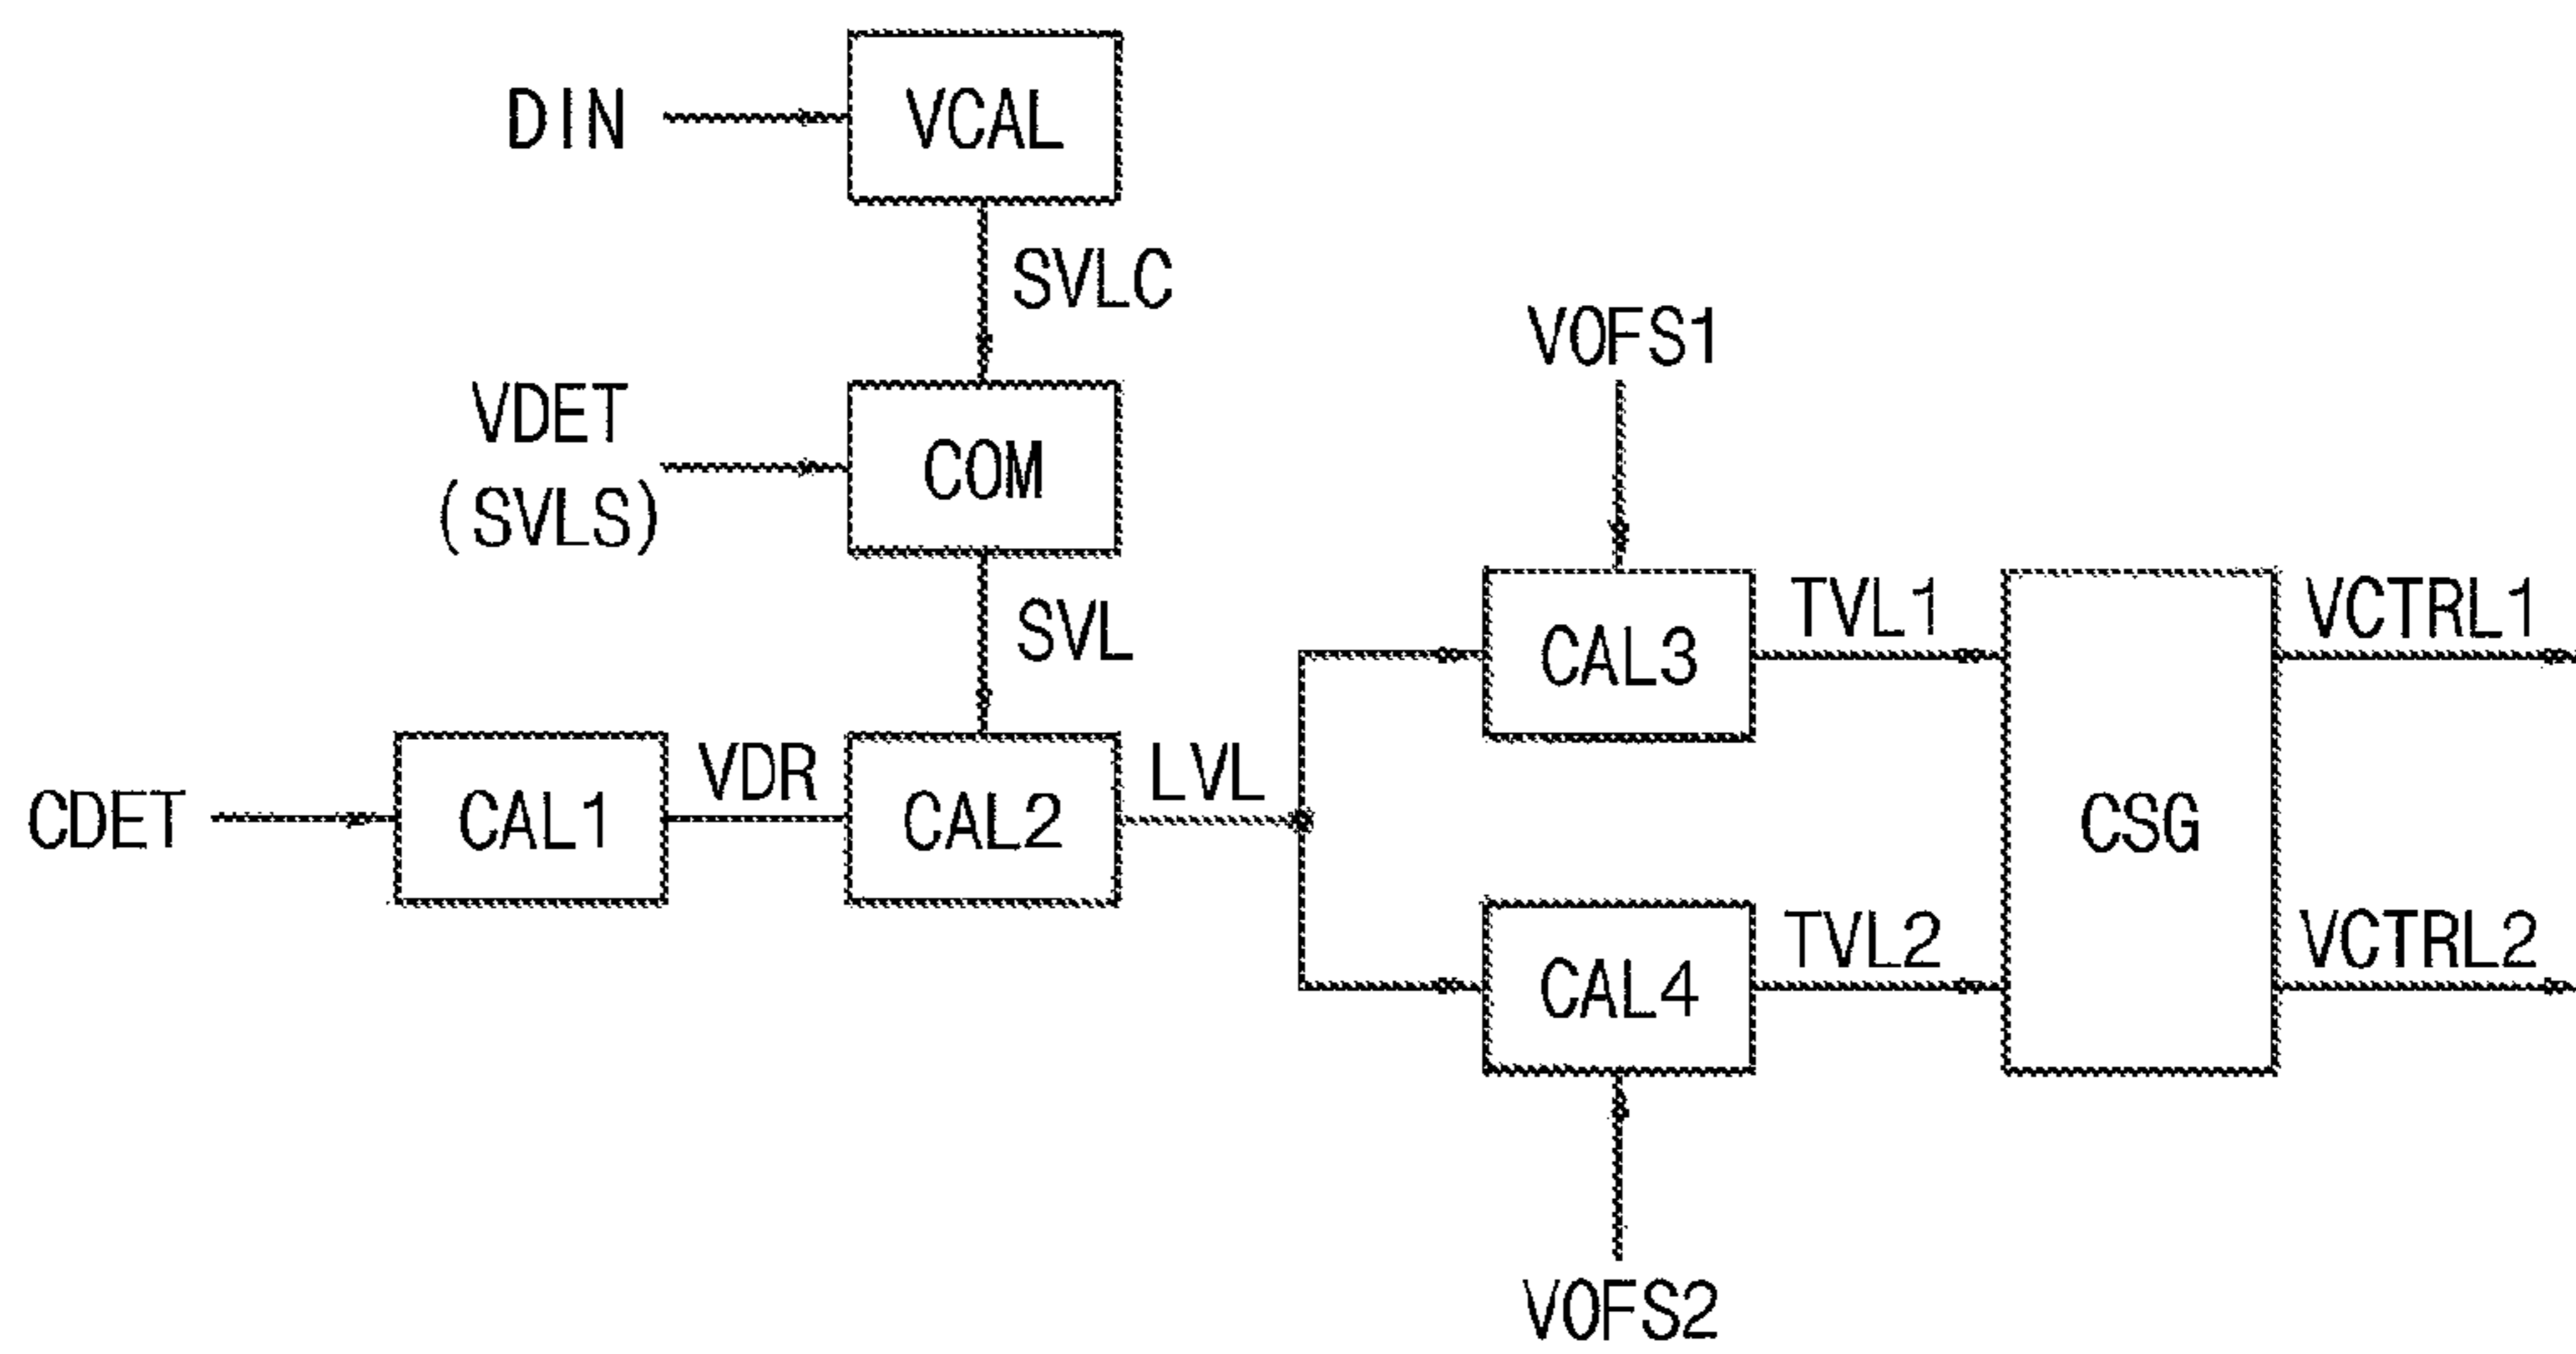 DIN
VCAL
SVLC
VOFS1
VDET
(SVLS)
COM
SVL
CAL3
TVL1
VCTRL1
CDET
CAL1
VDR
CAL2
LVL
CSG
CAL4
TVL2
VCTRL2
VOFS2